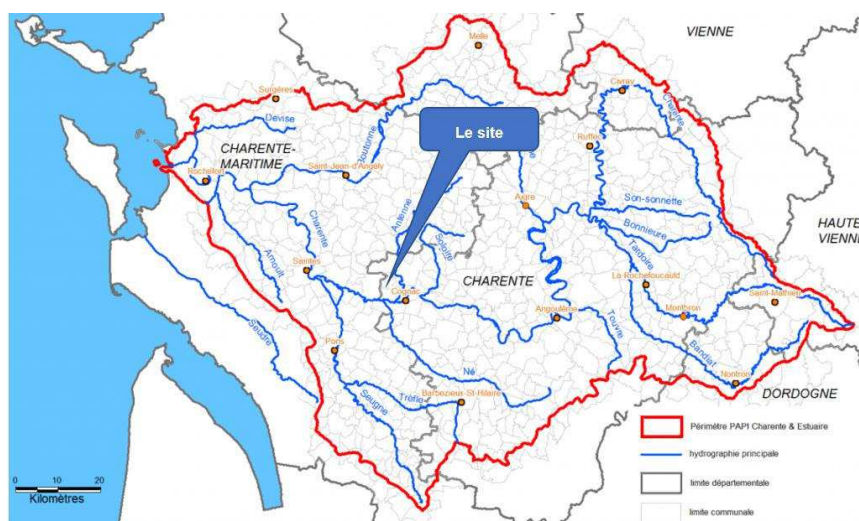 VIENNE
Melle
Civray
Charente
Surgères
Devise
Boutonne
Le site
Ruffec
CHARENTE-
MARITIME
Saint-Jean-d'Angely
Rochefort
Antenne
Aigre
Son-sonnette
Bonnieure
HAUTE
VIENNE
Charente
Soloire
Arnoult
Tardoire
Saintes
CHARENTE
La Rochefoucauld
Cognac
Saint-Mathieu
Montbron
Angoulême
Touvre
Seudre
Pons
Bandiat
Né
Nontron
Barbezieux-St-Hilaire
Trèfle
Seugne
DORDOGNE
Périmètre PAPI Charente & Estuaire
hydrographie principale
limite départementale
limite communale
0 10 20
Kilomètres